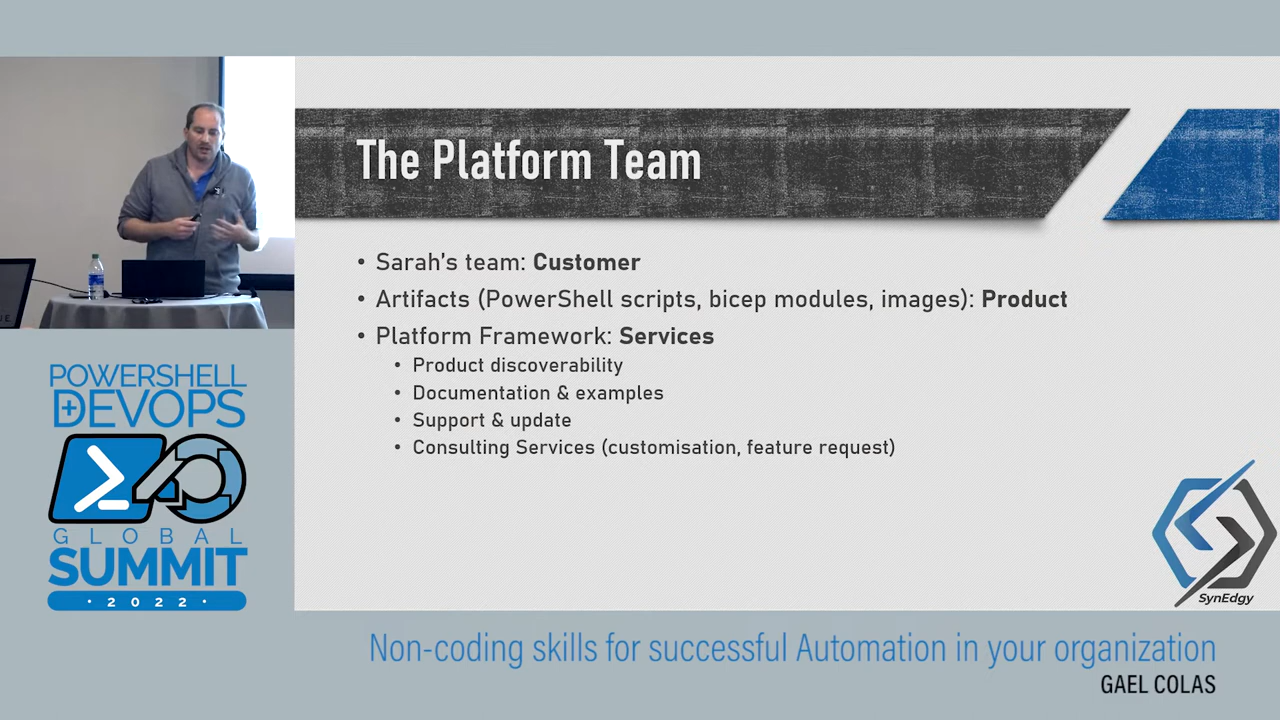 The Platform Team
• Sarah's team: Customer
• Artifacts (PowerShell scripts, bicep modules, images): Product
• Platform Framework: Services
• Product discoverability
• Documentation & examples
• Support & update
• Consulting Services (customisation, feature request)
SynEdgy
POWERSHELL
DEVOPS
GLOBAL
SUMMIT
· 2022 ·
Non-coding skills for successful Automation in your organization
GAEL COLAS